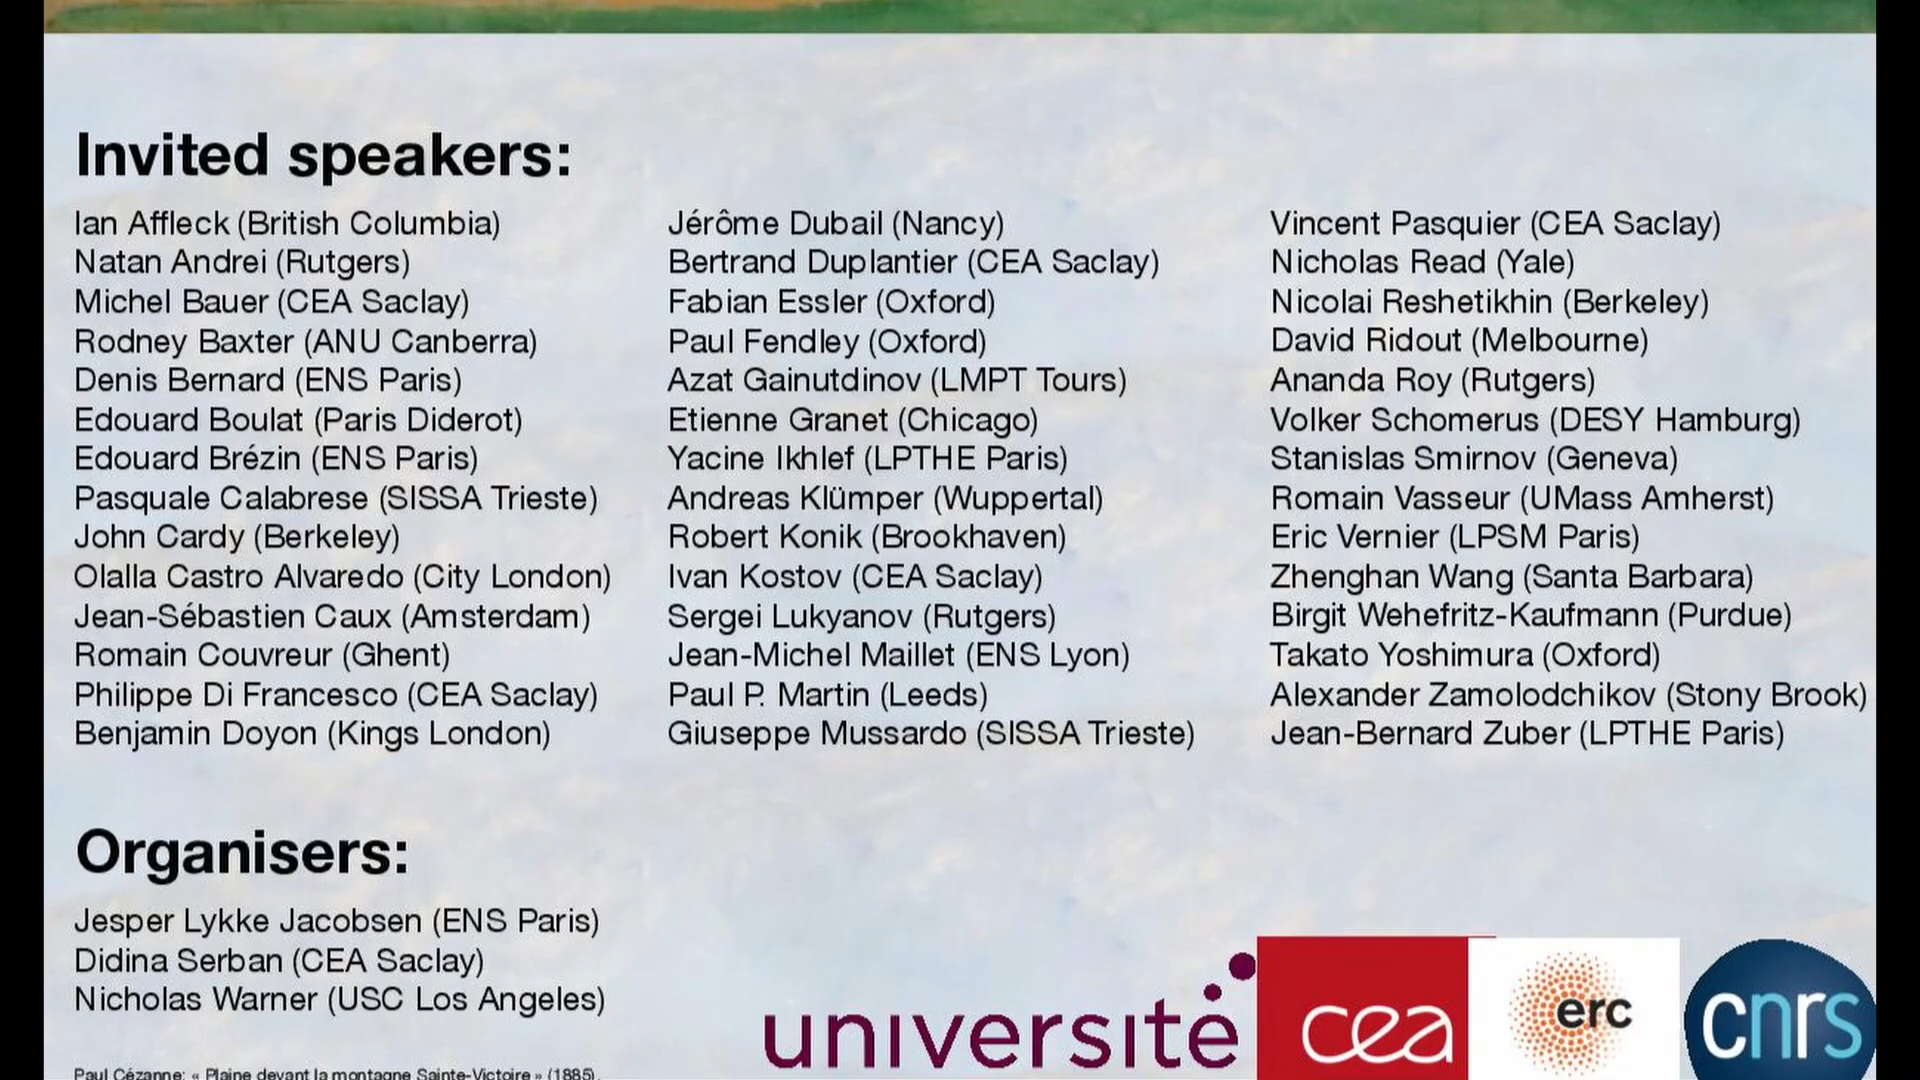 Invited speakers:
Ian Affleck (British Columbia)
Natan Andrei (Rutgers)
Michel Bauer (CEA Saclay)
Rodney Baxter (ANU Canberra)
Denis Bernard (ENS Paris)
Edouard Boulat (Paris Diderot)
Edouard Brézin (ENS Paris)
Pasquale Calabrese (SISSA Trieste)
John Cardy (Berkeley)
Olalla Castro Alvaredo (City London)
Jean-Sébastien Caux (Amsterdam)
Romain Couvreur (Ghent)
Philippe Di Francesco (CEA Saclay)
Benjamin Doyon (Kings London)
Jérôme Dubail (Nancy)
Bertrand Duplantier (CEA Saclay)
Fabian Essler (Oxford)
Paul Fendley (Oxford)
Azat Gainutdinov (LMPT Tours)
Etienne Granet (Chicago)
Yacine Ikhlef (LPTHE Paris)
Andreas Klümper (Wuppertal)
Robert Konik (Brookhaven)
Ivan Kostov (CEA Saclay)
Sergei Lukyanov (Rutgers)
Jean-Michel Maillet (ENS Lyon)
Paul P. Martin (Leeds)
Giuseppe Mussardo (SISSA Trieste)
Vincent Pasquier (CEA Saclay)
Nicholas Read (Yale)
Nicolai Reshetikhin (Berkeley)
David Ridout (Melbourne)
Ananda Roy (Rutgers)
Volker Schomerus (DESY Hamburg)
Stanislas Smirnov (Geneva)
Romain Vasseur (UMass Amherst)
Eric Vernier (LPSM Paris)
Zhenghan Wang (Santa Barbara)
Birgit Wehefritz-Kaufmann (Purdue)
Takato Yoshimura (Oxford)
Alexander Zamolodchikov (Stony Brook)
Jean-Bernard Zuber (LPTHE Paris)
Organisers:
Jesper Lykke Jacobsen (ENS Paris)
Didina Serban (CEA Saclay)
Nicholas Warner (USC Los Angeles)
Paul Cézanne: « Plaine devant la montagne Sainte-Victoire » (1885).
université
cea
erc
cnrs